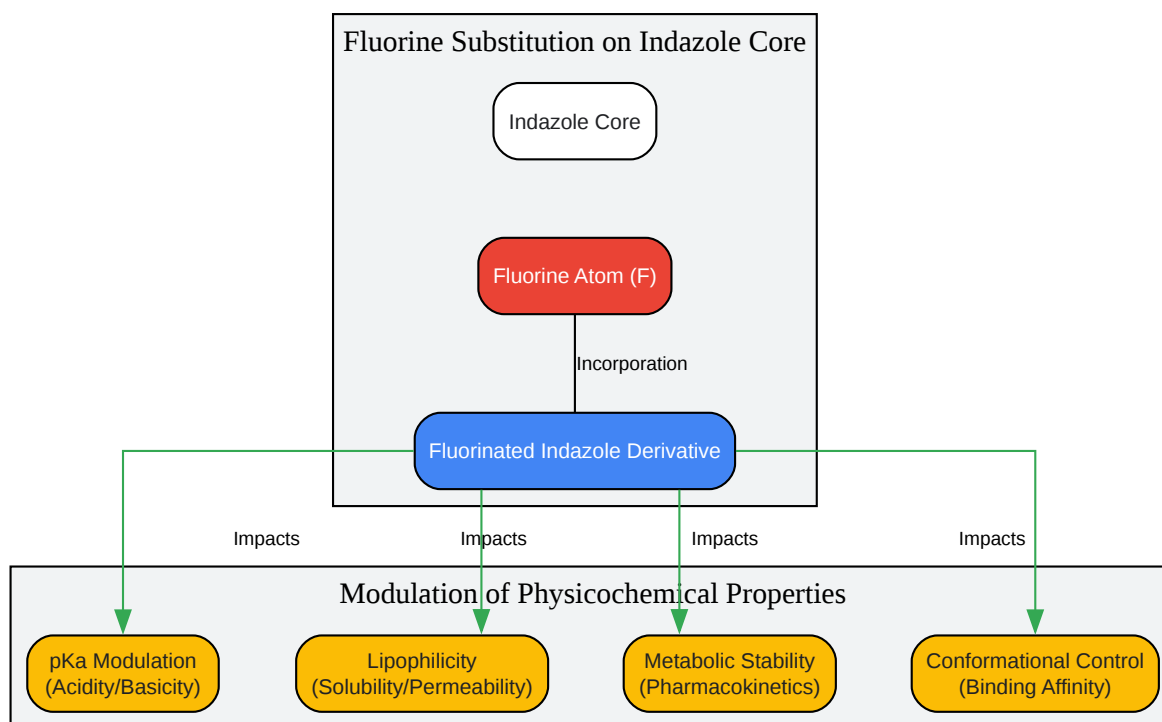 Fluorine Substitution on Indazole Core
Indazole Core
Fluorine Atom (F)
Incorporation
Fluorinated Indazole Derivative
Impacts
Impacts
Impacts
Impacts
Modulation of Physicochemical Properties
pKa Modulation
(Acidity/Basicity)
Lipophilicity
(Solubility/Permeability)
Metabolic Stability
(Pharmacokinetics)
Conformational Control
(Binding Affinity)